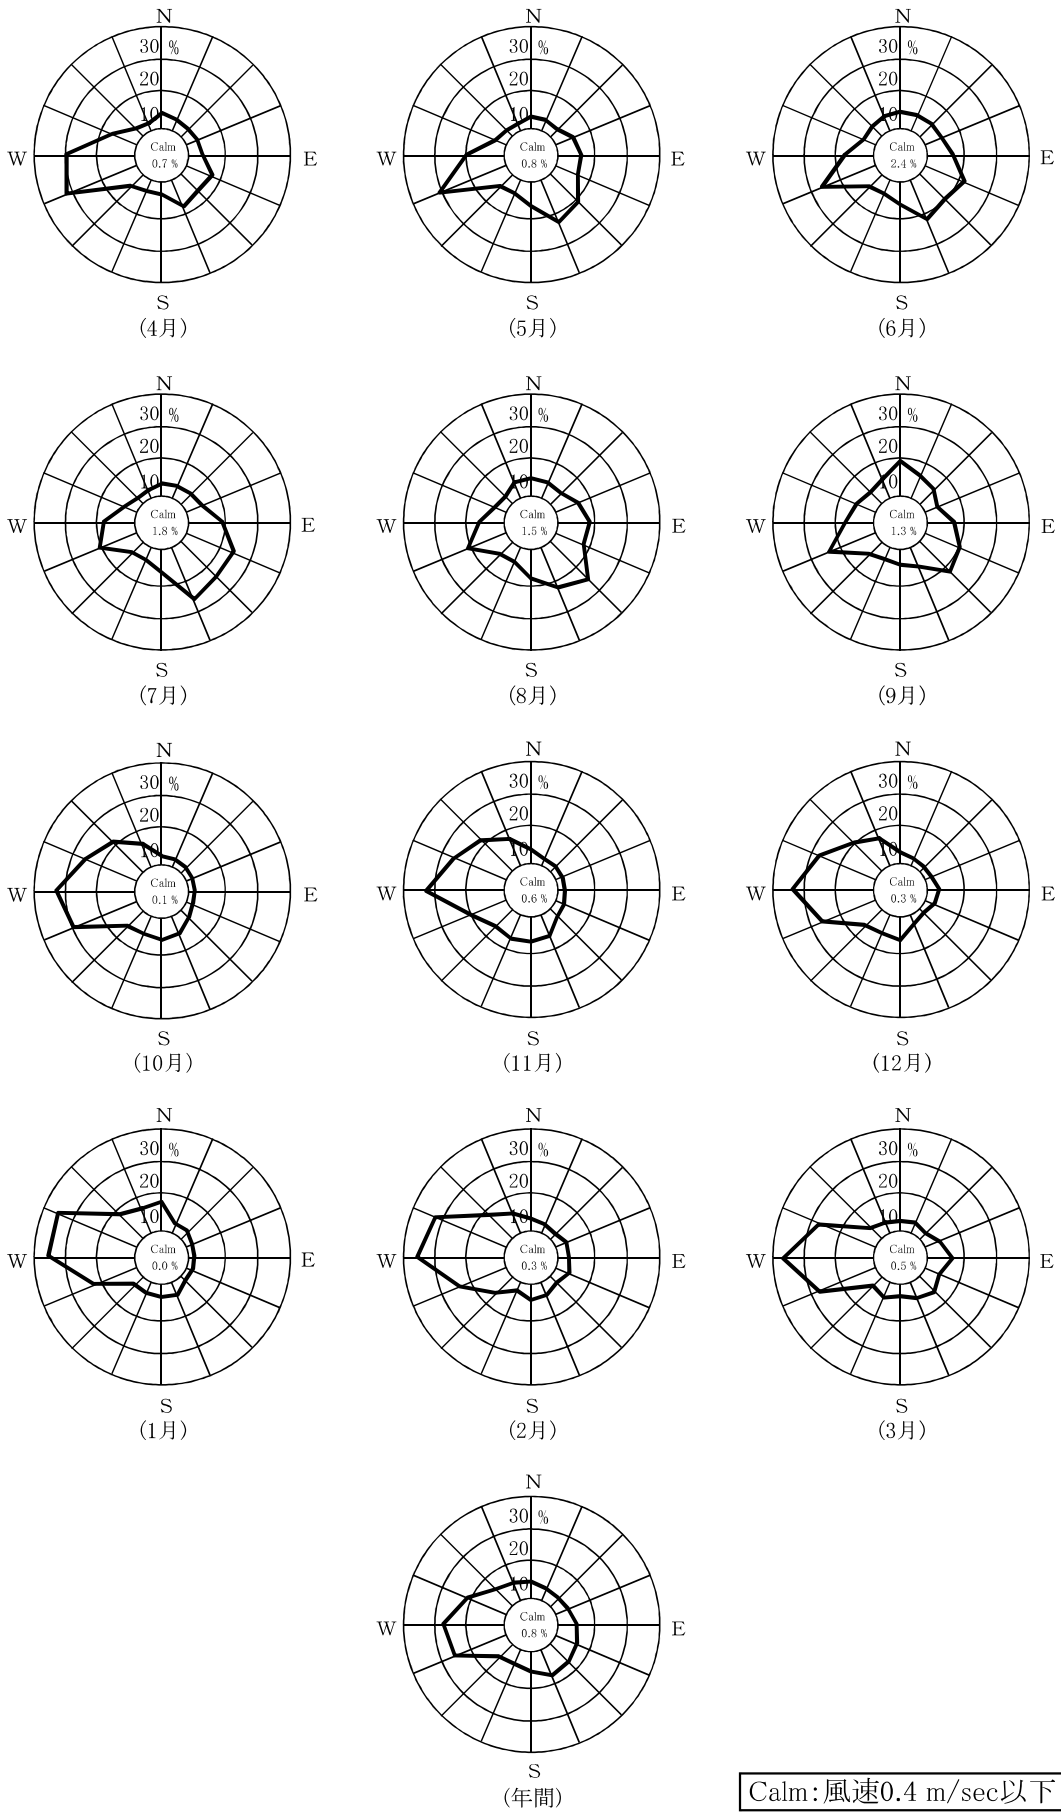 N N N
30 % 30 % 30 %
20 20 20
10 10 10
Calm Calm Calm
W 0.7 % E W 0.8 % E W 2.4 % E
S S S
(4月) (5月) (6月)
N N N
30 % 30 % 30 %
20 20 20
10 10 10
Calm Calm Calm
W 1.8 % E W 1.5 % E W 1.3 % E
S S S
(7月) (8月) (9月)
N N N
30 % 30 % 30 %
20 20 20
10 10 10
Calm Calm Calm
W 0.1 % E W 0.6 % E W 0.3 % E
S S S
(10月) (11月) (12月)
N N N
30 % 30 % 30 %
20 20 20
10 10 10
Calm Calm Calm
W 0.0 % E W 0.3 % E W 0.5 % E
S S S
(1月) (2月) (3月)
N
30 %
20
10
Calm
W 0.8 % E
S
(年間)
Calm:風速0.4 m/sec以下